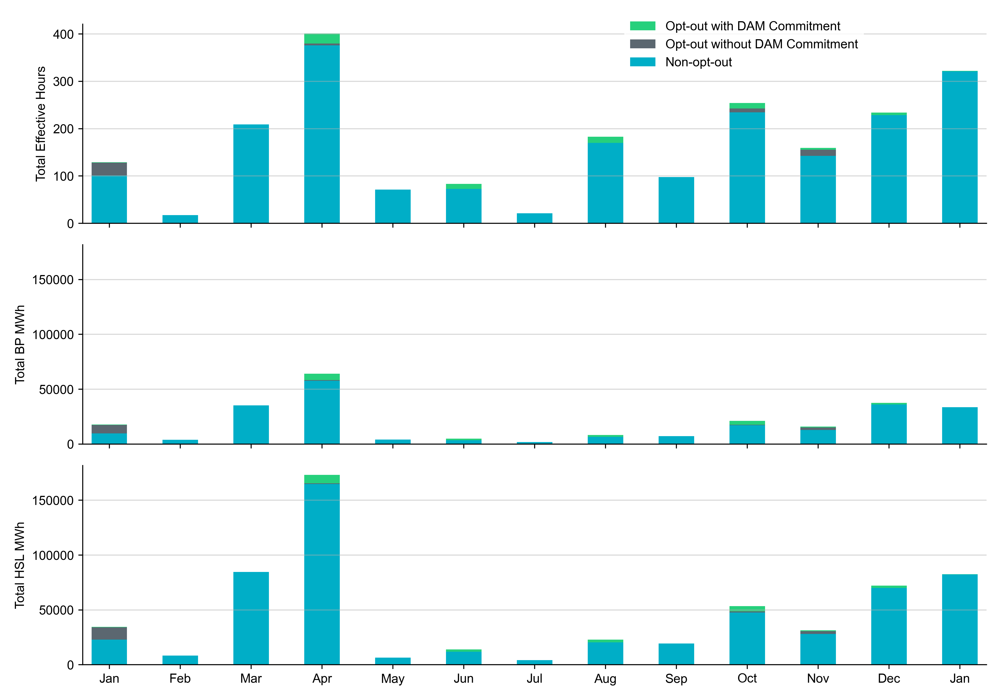 Opt-out with DAM Commitment
Opt-out without DAM Commitment
Non-opt-out
Total Effective Hours
400
300
200
100
0
Total BP MWh
150000
100000
50000
0
Total HSL MWh
150000
100000
50000
0
Jan Feb Mar Apr May Jun Jul Aug Sep Oct Nov Dec Jan